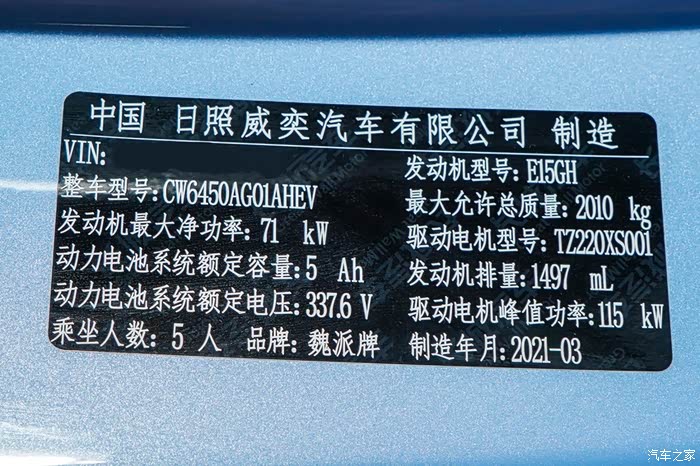 中国 日照威奕汽车有限公司 制造
VIN:
发动机型号:E15GH
整车型号:CW6450AG01AHEV
最大允许总质量:2010 kg
发动机最大净功率:71 kW
驱动电机型号:TZ220XS001
动力电池系统额定容量:5 Ah
发动机排量:1497 mL
动力电池系统额定电压:337.6 V
驱动电机峰值功率:115 kW
乘坐人数:5 人 品牌:魏派牌
制造年月:2021-03
汽车之家